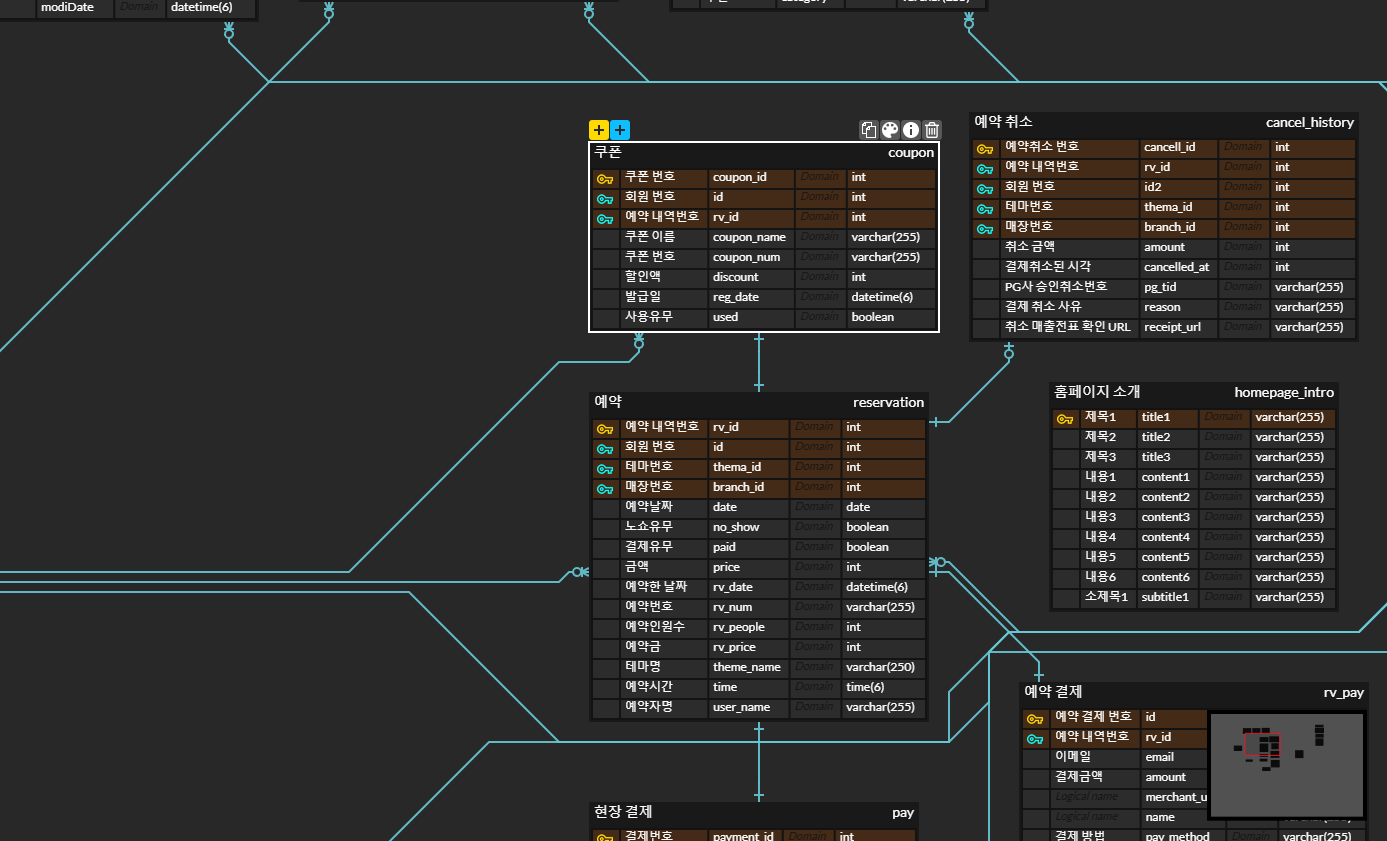 modiDate Domain datetime(6)
쿠폰 coupon
쿠폰 번호 coupon_id Domain int
회원 번호 id Domain int
예약 내역번호 rv_id Domain int
쿠폰 이름 coupon_name Domain varchar(255)
쿠폰 번호 coupon_num Domain varchar(255)
할인액 discount Domain int
발급일 reg_date Domain datetime(6)
사용유무 used Domain boolean
예약 취소 cancel_history
예약취소 번호 cancell_id Domain int
예약 내역번호 rv_id Domain int
회원 번호 id2 Domain int
테마번호 thema_id Domain int
매장번호 branch_id Domain int
취소 금액 amount Domain int
결제취소된 시각 cancelled_at Domain int
PG사 승인취소번호 pg_tid Domain varchar(255)
결제 취소 사유 reason Domain varchar(255)
취소 매출전표 확인 URL receipt_url Domain varchar(255)
예약 reservation
예약 내역번호 rv_id Domain int
회원 번호 id Domain int
테마번호 thema_id Domain int
매장번호 branch_id Domain int
예약날짜 date Domain date
노쇼유무 no_show Domain boolean
결제유무 paid Domain boolean
금액 price Domain int
예약한 날짜 rv_date Domain datetime(6)
예약번호 rv_num Domain varchar(255)
예약인원수 rv_people Domain int
예약금 rv_price Domain int
테마명 theme_name Domain varchar(250)
예약시간 time Domain time(6)
예약자명 user_name Domain varchar(255)
홈페이지 소개 homepage_intro
제목1 title1 Domain varchar(255)
제목2 title2 Domain varchar(255)
제목3 title3 Domain varchar(255)
내용1 content1 Domain varchar(255)
내용2 content2 Domain varchar(255)
내용3 content3 Domain varchar(255)
내용4 content4 Domain varchar(255)
내용5 content5 Domain varchar(255)
내용6 content6 Domain varchar(255)
소제목1 subtitle1 Domain varchar(255)
예약 결제 rv_pay
예약 결제 번호 id
예약 내역번호 rv_id
이메일 email
결제금액 amount
Logical name merchant_u
Logical name name
결제 방법 pay_method Domain varchar(255)
현장 결제 pay
결제번호 payment_id Domain int